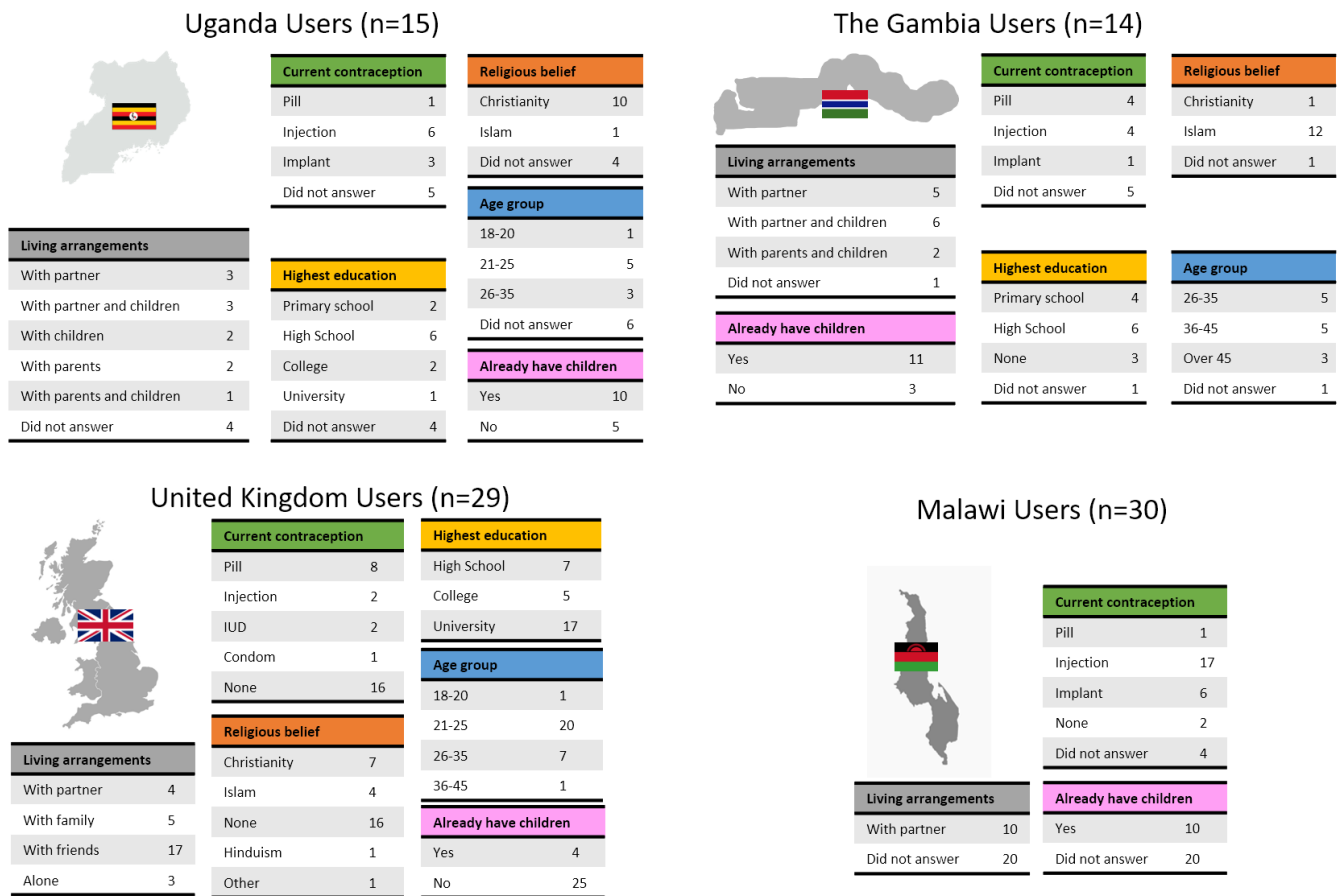 Uganda Users (n=15)
Current contraception
Pill 1
Injection 6
Implant 3
Did not answer 5
Religious belief
Christianity 10
Islam 1
Did not answer 4
Age group
18-20 1
21-25 5
26-35 3
Did not answer 6
Living arrangements
With partner 3
With partner and children 3
With children 2
With parents 2
With parents and children 1
Did not answer 4
Highest education
Primary school 2
High School 6
College 2
University 1
Did not answer 4
Already have children
Yes 10
No 5
The Gambia Users (n=14)
Current contraception
Pill 4
Injection 4
Implant 1
Did not answer 5
Religious belief
Christianity 1
Islam 12
Did not answer 1
Living arrangements
With partner 5
With partner and children 6
With parents and children 2
Did not answer 1
Highest education
Primary school 4
High School 6
None 3
Did not answer 1
Age group
26-35 5
36-45 5
Over 45 3
Did not answer 1
Already have children
Yes 11
No 3
United Kingdom Users (n=29)
Current contraception
Pill 8
Injection 2
IUD 2
Condom 1
None 16
Highest education
High School 7
College 5
University 17
Age group
18-20 1
21-25 20
26-35 7
36-45 1
Religious belief
Christianity 7
Islam 4
None 16
Hinduism 1
Other 1
Living arrangements
With partner 4
With family 5
With friends 17
Alone 3
Already have children
Yes 4
No 25
Malawi Users (n=30)
Current contraception
Pill 1
Injection 17
Implant 6
None 2
Did not answer 4
Living arrangements
With partner 10
Did not answer 20
Already have children
Yes 10
Did not answer 20